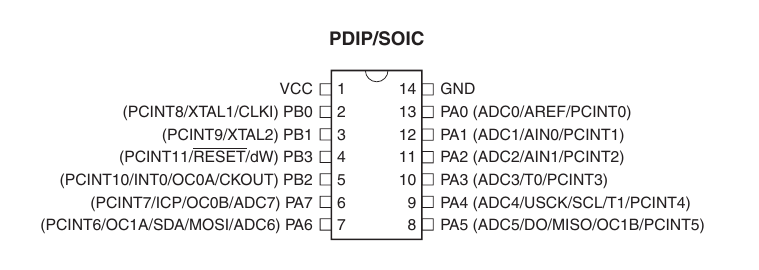 PDIP/SOIC
VCC 1 14 GND
(PCINT8/XTAL1/CLKI) PB0 2 13 PA0 (ADC0/AREF/PCINT0)
(PCINT9/XTAL2) PB1 3 12 PA1 (ADC1/AIN0/PCINT1)
(PCINT11/RESET/dW) PB3 4 11 PA2 (ADC2/AIN1/PCINT2)
(PCINT10/INT0/OC0A/CKOUT) PB2 5 10 PA3 (ADC3/T0/PCINT3)
(PCINT7/ICP/OC0B/ADC7) PA7 6 9 PA4 (ADC4/USCK/SCL/T1/PCINT4)
(PCINT6/OC1A/SDA/MOSI/ADC6) PA6 7 8 PA5 (ADC5/DO/MISO/OC1B/PCINT5)